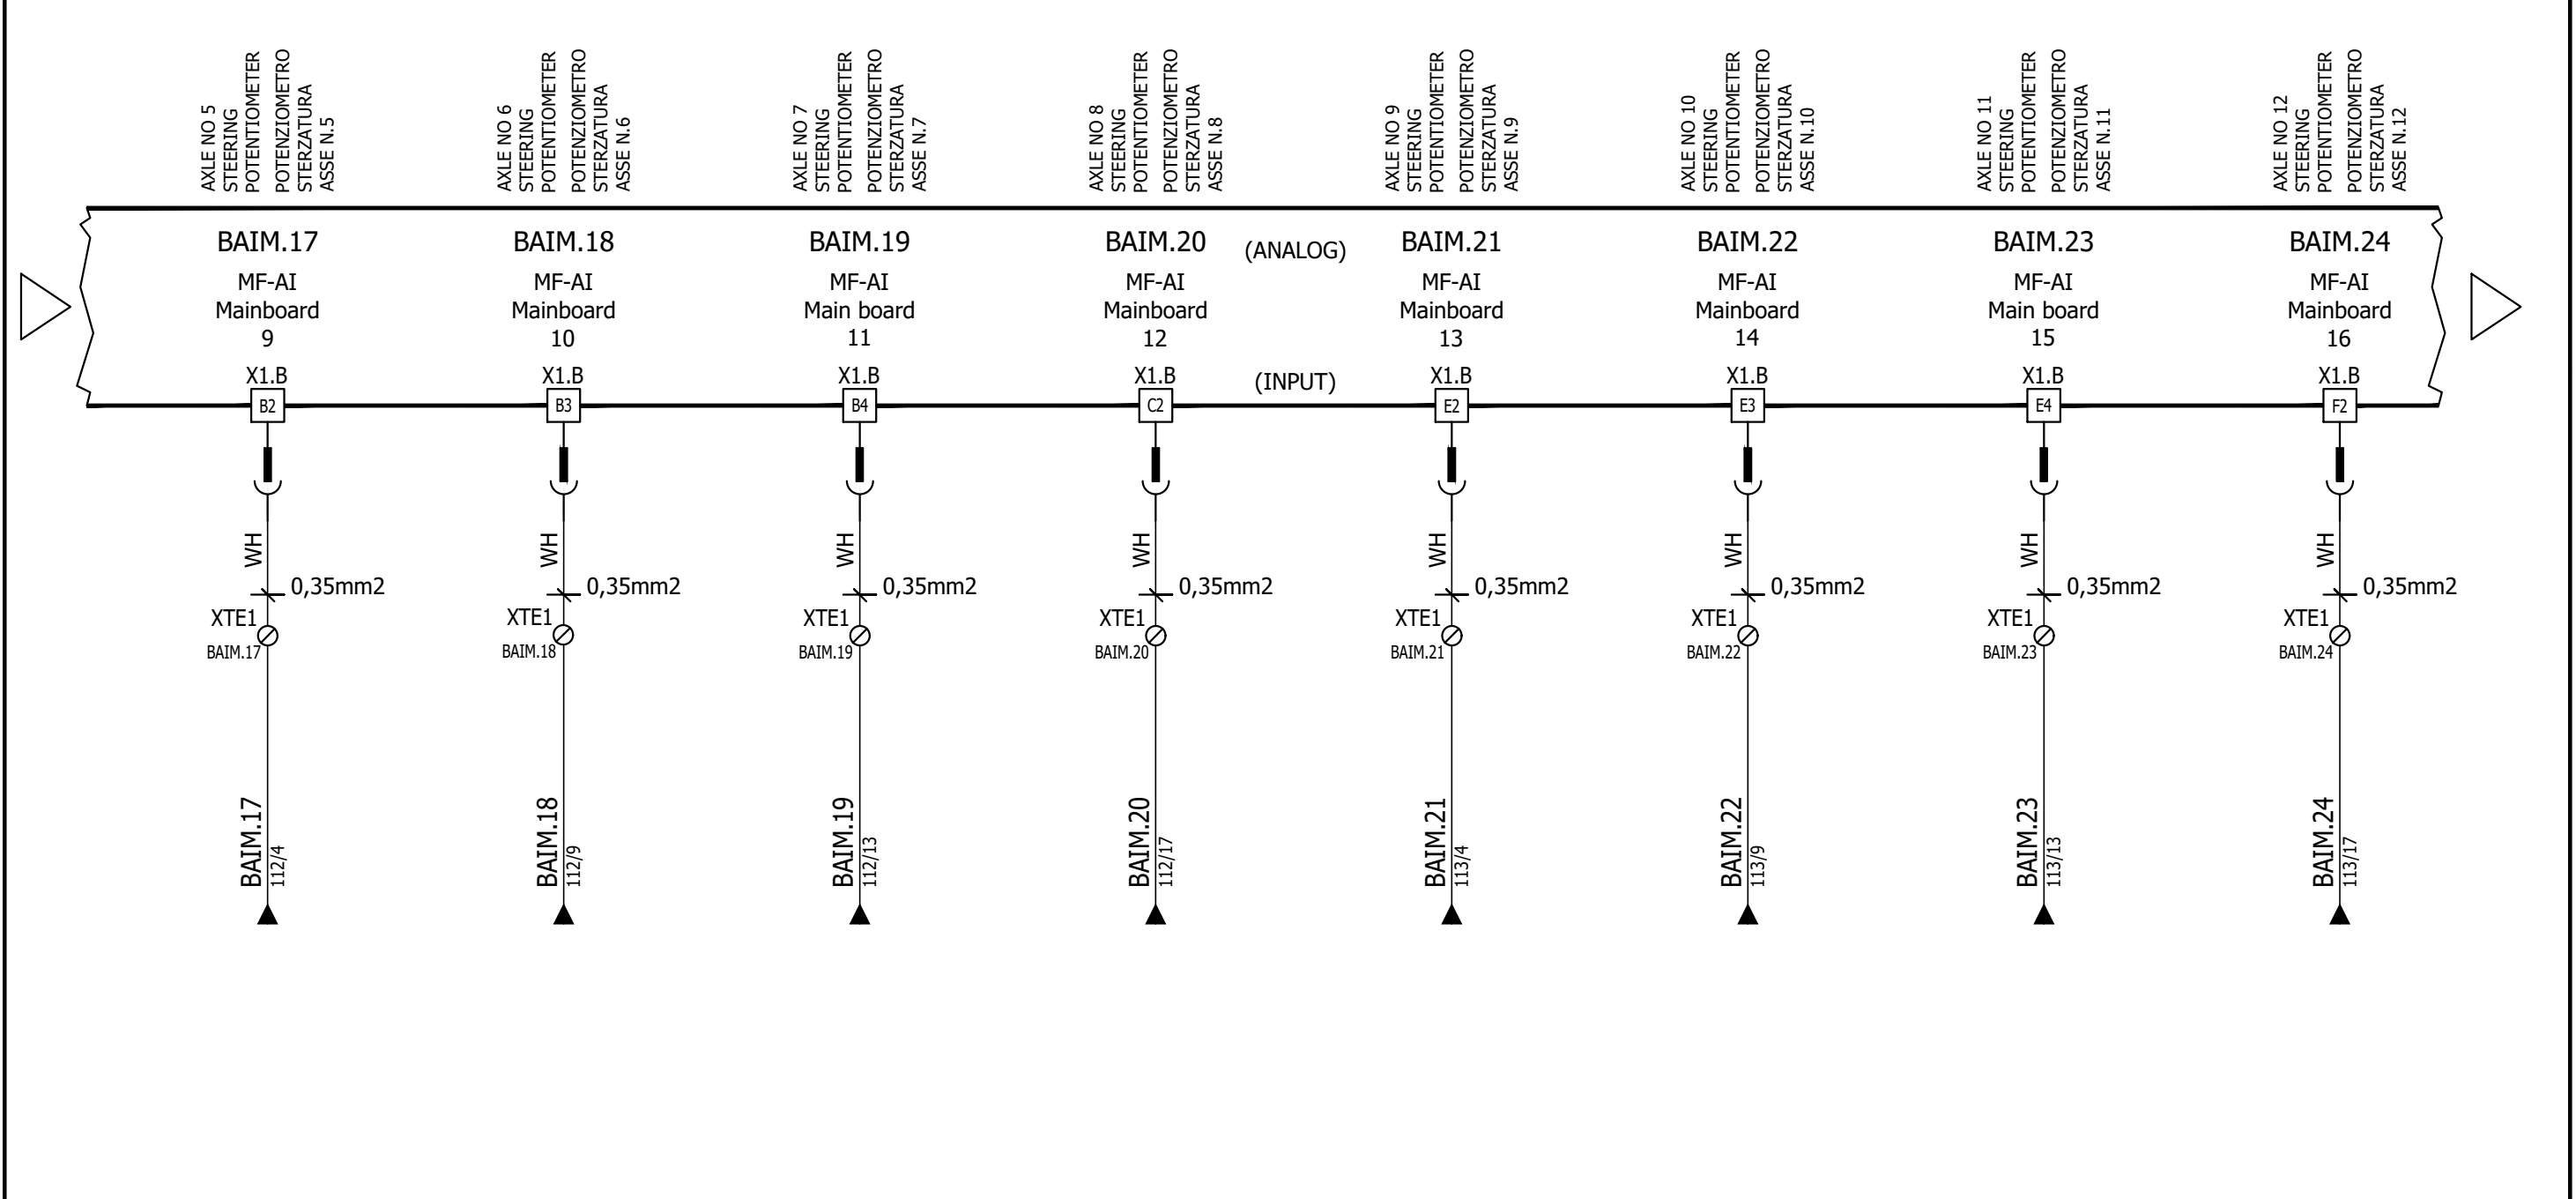 AXLE NO 5
STEERING
POTENTIOMETER
POTENZIOMETRO
STERZATURA
ASSE N.5
AXLE NO 6
STEERING
POTENTIOMETER
POTENZIOMETRO
STERZATURA
ASSE N.6
AXLE NO 7
STEERING
POTENTIOMETER
POTENZIOMETRO
STERZATURA
ASSE N.7
AXLE NO 8
STEERING
POTENTIOMETER
POTENZIOMETRO
STERZATURA
ASSE N.8
AXLE NO 9
STEERING
POTENTIOMETER
POTENZIOMETRO
STERZATURA
ASSE N.9
AXLE NO 10
STEERING
POTENTIOMETER
POTENZIOMETRO
STERZATURA
ASSE N.10
AXLE NO 11
STEERING
POTENTIOMETER
POTENZIOMETRO
STERZATURA
ASSE N.11
AXLE NO 12
STEERING
POTENTIOMETER
POTENZIOMETRO
STERZATURA
ASSE N.12
BAIM.17 BAIM.18 BAIM.19 BAIM.20 (ANALOG) BAIM.21 BAIM.22 BAIM.23 BAIM.24
MF-AI MF-AI MF-AI MF-AI MF-AI MF-AI MF-AI MF-AI
Mainboard Mainboard Main board Mainboard Mainboard Mainboard Main board Mainboard
9 10 11 12 13 14 15 16
X1.B X1.B X1.B X1.B (INPUT) X1.B X1.B X1.B X1.B
B2 B3 B4 C2 E2 E3 E4 F2
WH WH WH WH WH WH WH WH
0,35mm2 0,35mm2 0,35mm2 0,35mm2 0,35mm2 0,35mm2 0,35mm2 0,35mm2
XTE1 XTE1 XTE1 XTE1 XTE1 XTE1 XTE1 XTE1
BAIM.17 BAIM.18 BAIM.19 BAIM.20 BAIM.21 BAIM.22 BAIM.23 BAIM.24
BAIM.17
112/4
BAIM.18
112/9
BAIM.19
112/13
BAIM.20
112/17
BAIM.21
113/4
BAIM.22
113/9
BAIM.23
113/13
BAIM.24
113/17